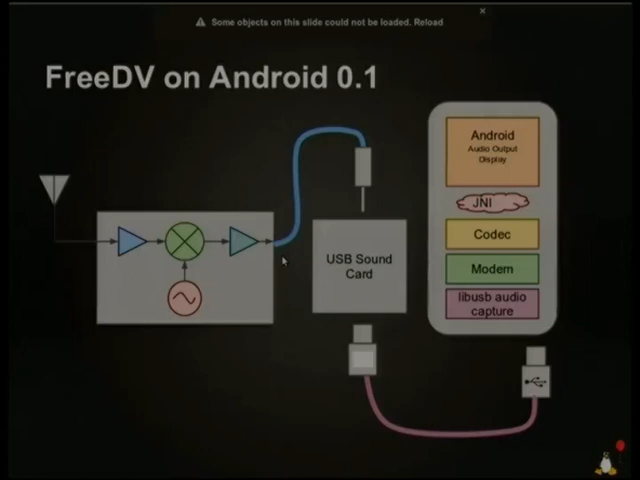 Some objects on this slide could not be loaded. Reload
FreeDV on Android 0.1
Android
Audio Output
Display
JNI
Codec
Modem
libusb audio
capture
USB Sound
Card